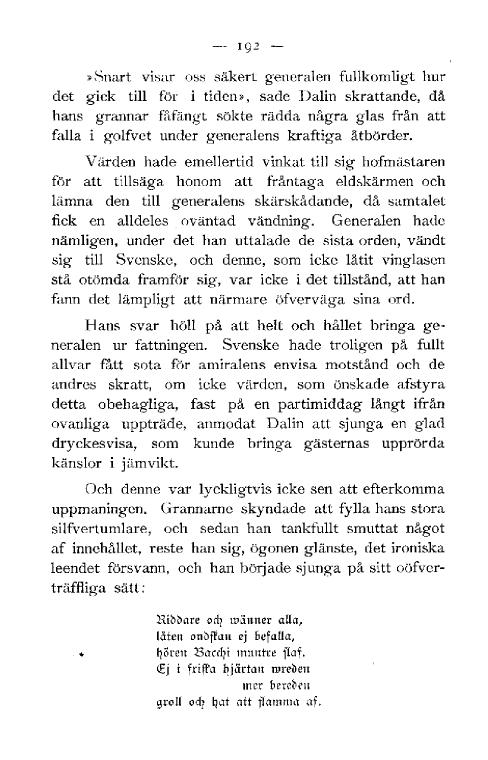 — 192 —
»Snart visar oss säkert generalen fullkomligt hur
det gick till för i tiden», sade Dalin skrattande, då
hans grannar fåfängt sökte rädda några glas från att
falla i golfvet under generalens kraftiga åtbörder.
Värden hade emellertid vinkat till sig hofmästaren
för att tillsäga honom att fråntaga eldskärmen och
lämna den till generalens skärskådande, då samtalet
fick en alldeles oväntad vändning. Generalen hade
nämligen, under det han uttalade de sista orden, vändt
sig till Svenske, och denne, som icke låtit vinglasen
stå otömda framför sig, var icke i det tillstånd, att han
fann det lämpligt att närmare öfverväga sina ord.
Hans svar höll på att helt och hållet bringa ge-
neralen ur fattningen. Svenske hade troligen på fullt
allvar fått sota för amiralens envisa motstånd och de
andres skratt, om icke värden, som önskade afstyra
detta obehagliga, fast på en partimiddag långt ifrån
ovanliga uppträde, anmodat Dalin att sjunga en glad
dryckesvisa, som kunde bringa gästernas upprörda
känslor i jämvikt.
Och denne var lyckligtvis icke sen att efterkomma
uppmaningen. Grannarne skyndade att fylla hans stora
silfvertumlare, och sedan han tankfullt smuttat något
af innehållet, reste han sig, ögonen glänste, det ironiska
leendet försvann, och han började sjunga på sitt oöfver-
träffliga sätt:
Riddare och wänner alla,
låten ondskan ej befalla,
hören Bacchi muntre slaf.
Ej i friska hjärtan wreden
mer bereden
groll och hat att flamma af.